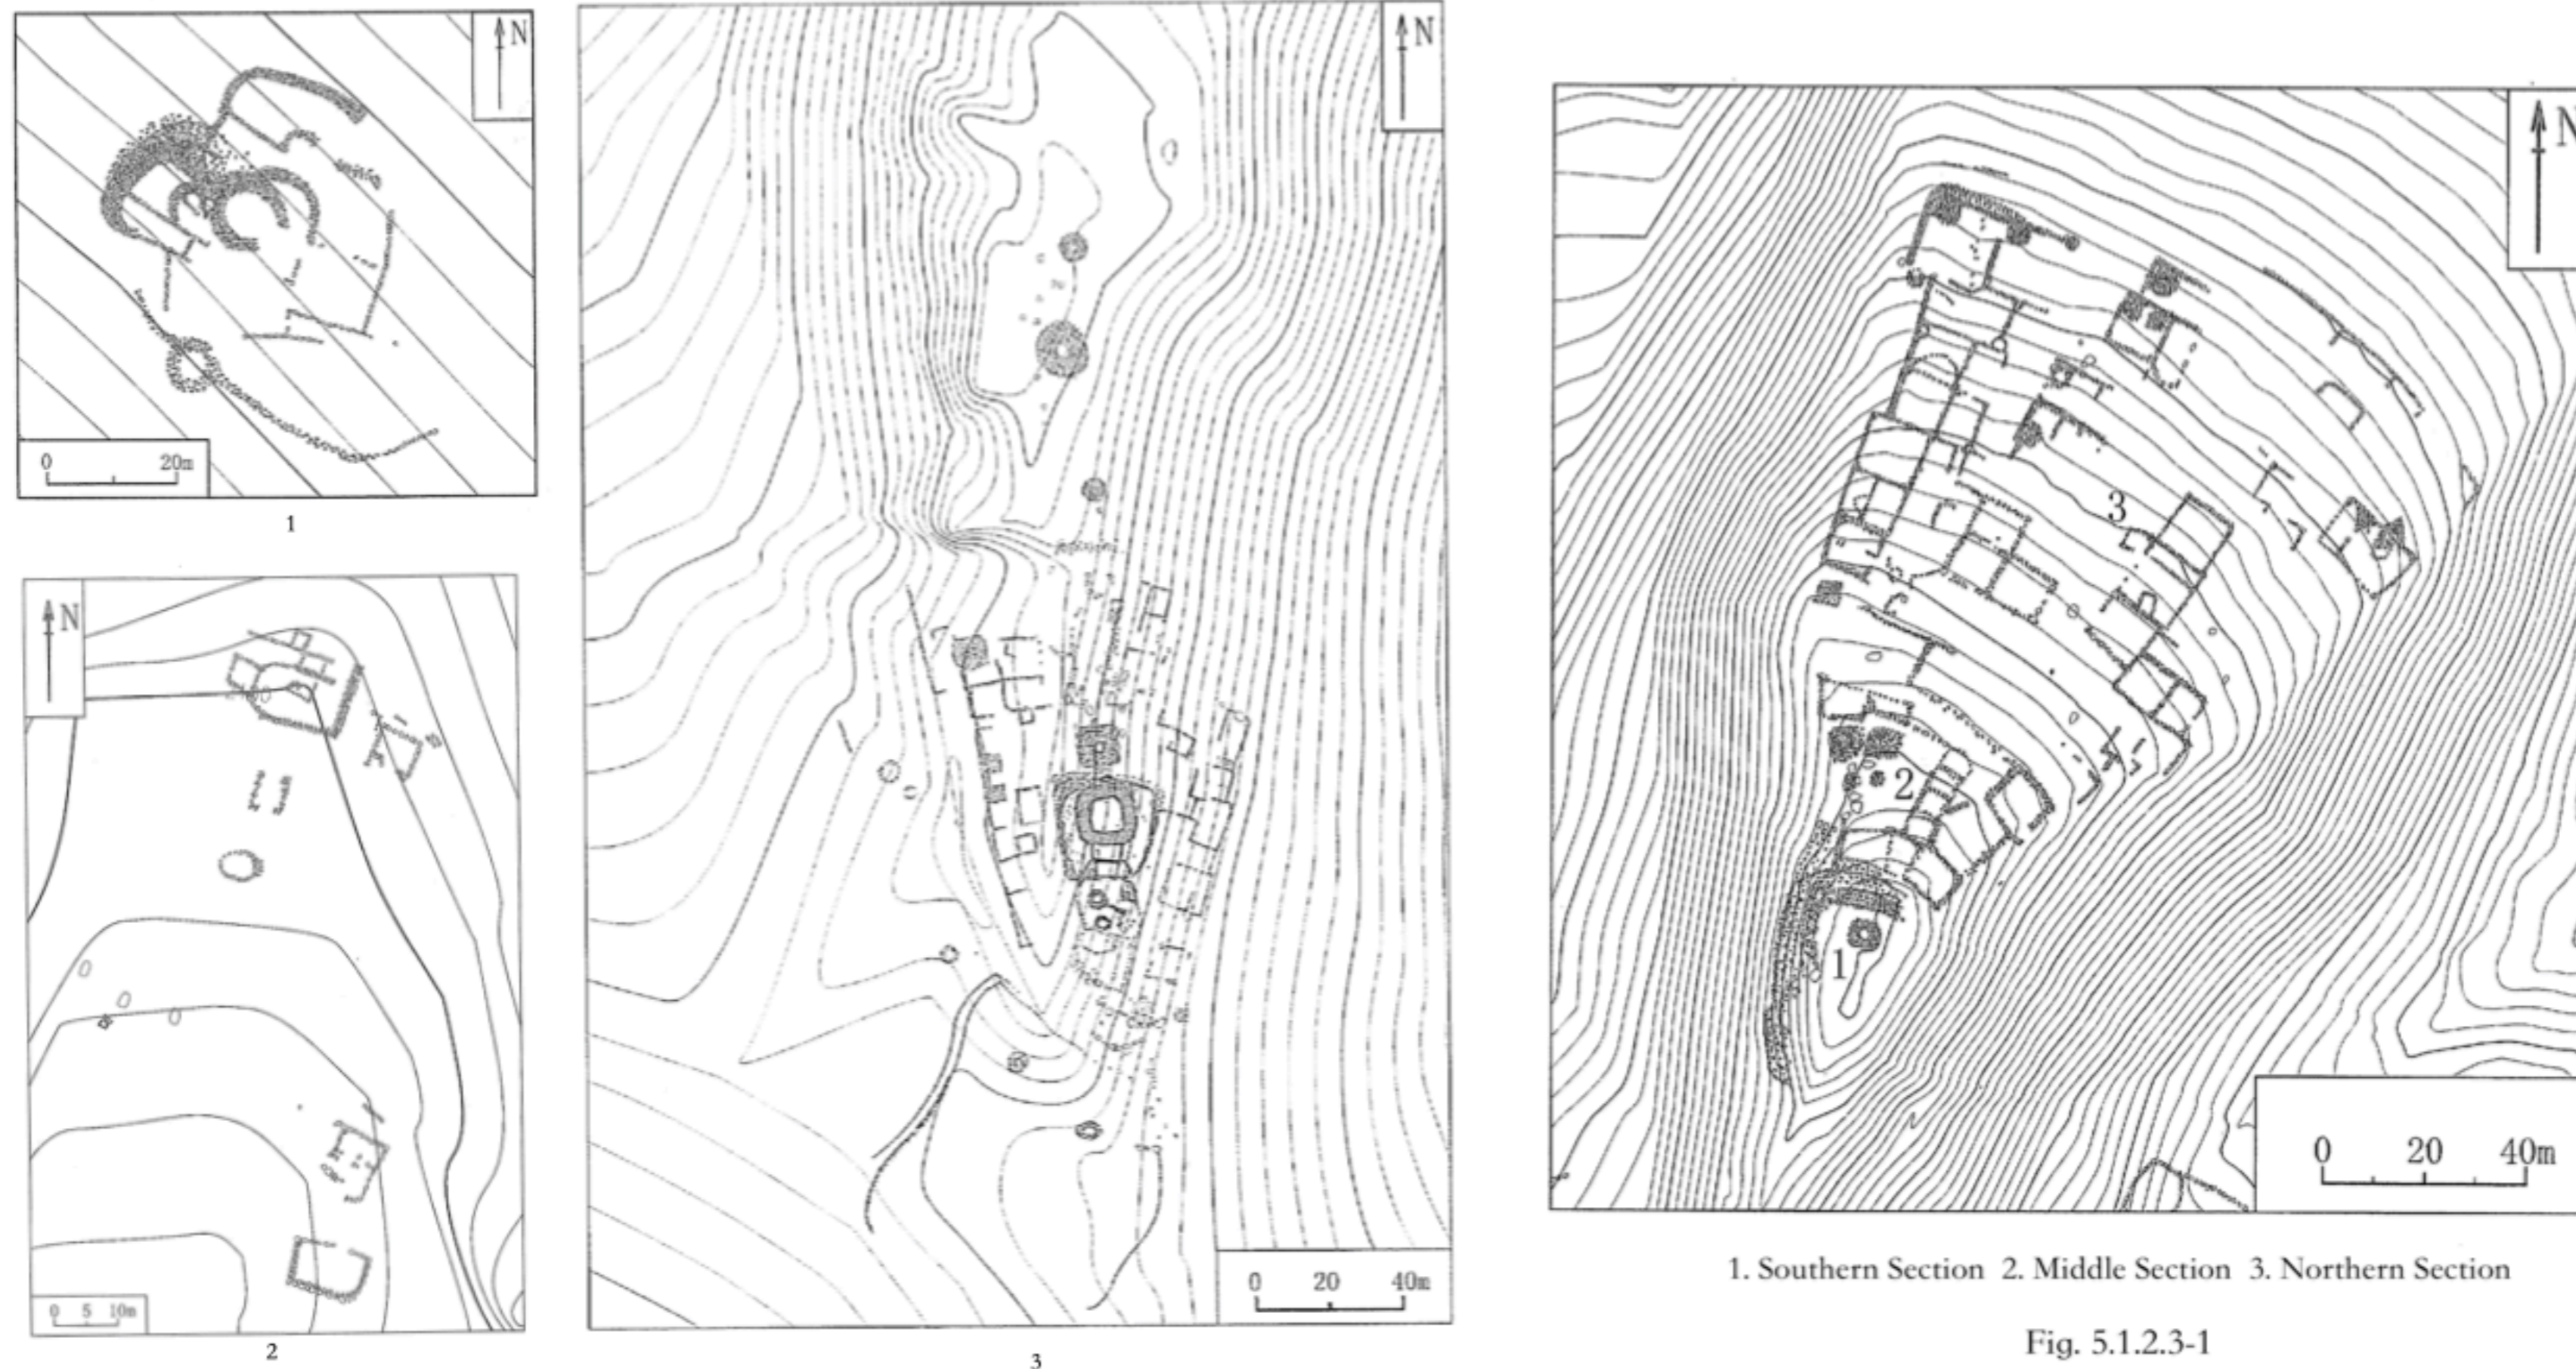 N
0 20m
1
N
0 5 10m
2
N
0 20 40m
3
N
3
2
1
0 20 40m
1. Southern Section 2. Middle Section 3. Northern Section
Fig. 5.1.2.3-1